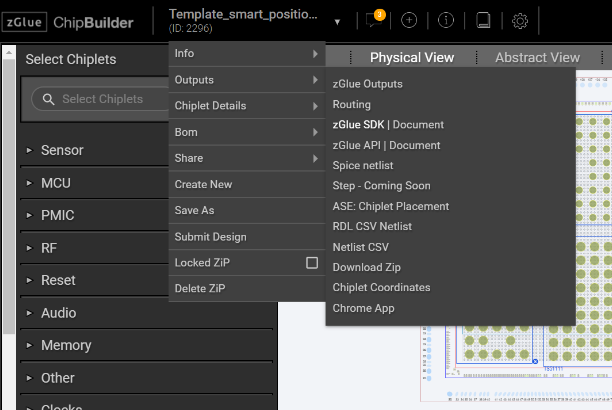 zGlue ChipBuilder
Template_smart_positio...
(ID: 2296)
3
Select Chiplets
Select Chiplets
Sensor
MCU
PMIC
RF
Reset
Audio
Memory
Other
Clocks
Info
Outputs
Chiplet Details
Bom
Share
Create New
Save As
Submit Design
Locked ZiP
Delete ZiP
Physical View
Abstract View
zGlue Outputs
Routing
zGlue SDK | Document
zGlue API | Document
Spice netlist
Step - Coming Soon
ASE: Chiplet Placement
RDL CSV Netlist
Netlist CSV
Download Zip
Chiplet Coordinates
Chrome App